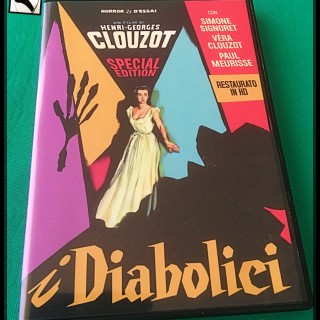 HORROR D'ESSAI
UN FILM DI
HENRI-GEORGES
CLOUZOT
SPECIAL
EDITION
CON
SIMONE
SIGNORET
VÉRA
CLOUZOT
PAUL
MEURISSE
RESTAURATO
IN HD
i Diabolici